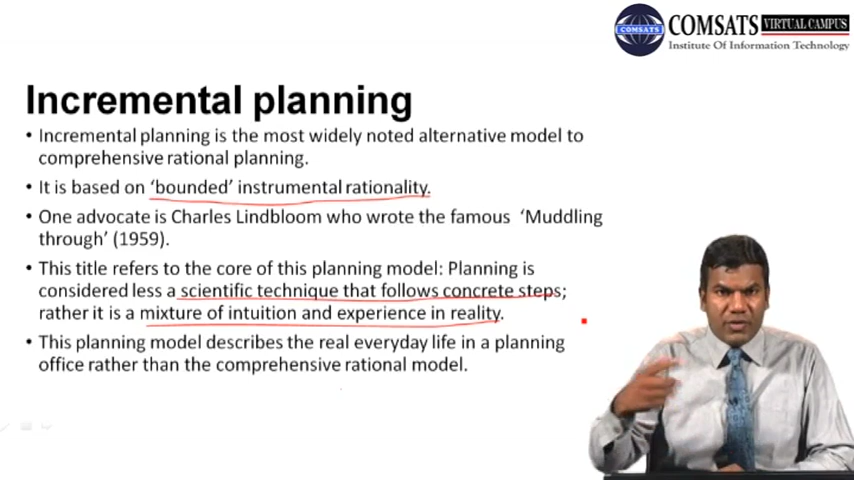 COMSATS VIRTUAL CAMPUS
COMSATS
Institute Of Information Technology
Incremental planning
• Incremental planning is the most widely noted alternative model to
comprehensive rational planning.
• It is based on ‘bounded’ instrumental rationality.
• One advocate is Charles Lindbloom who wrote the famous ‘Muddling
through’ (1959).
• This title refers to the core of this planning model: Planning is
considered less a scientific technique that follows concrete steps;
rather it is a mixture of intuition and experience in reality.
• This planning model describes the real everyday life in a planning
office rather than the comprehensive rational model.